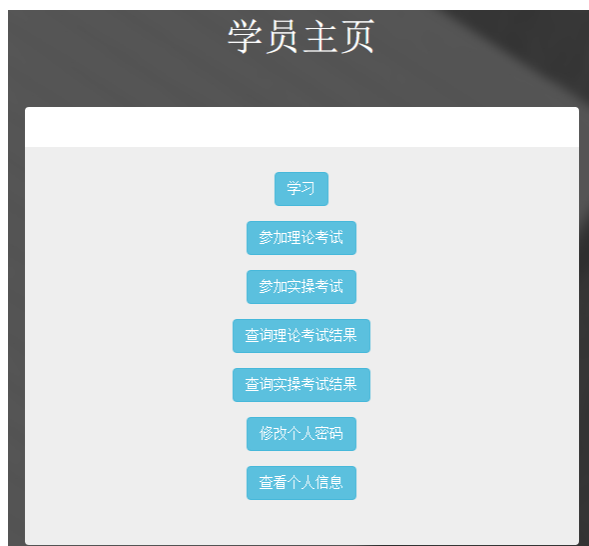 学员主页
学习
参加理论考试
参加实操考试
查询理论考试结果
查询实操考试结果
修改个人密码
查看个人信息